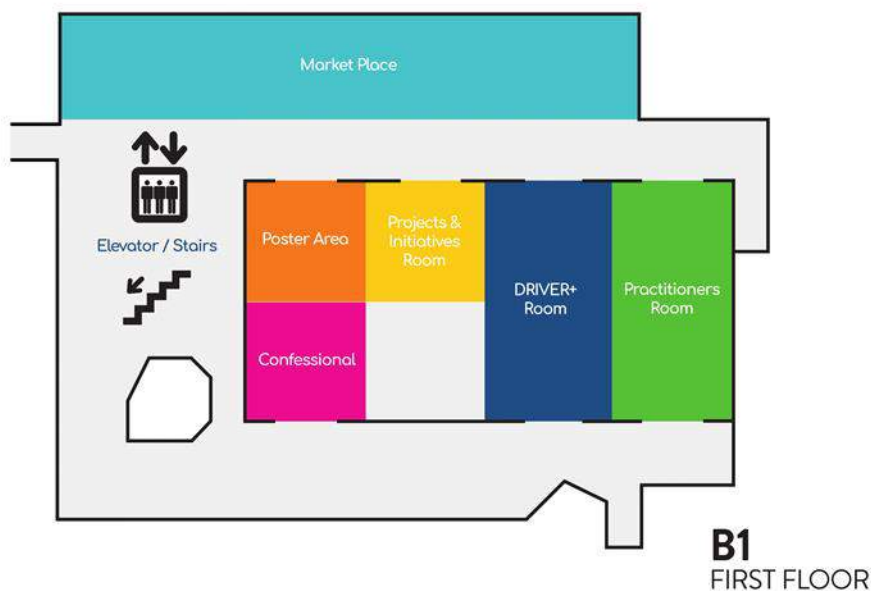 Market Place
Elevator / Stairs
Poster Area
Projects &
Initiatives
Room
DRIVER+
Room
Practitioners
Room
Confessional
B1
FIRST FLOOR